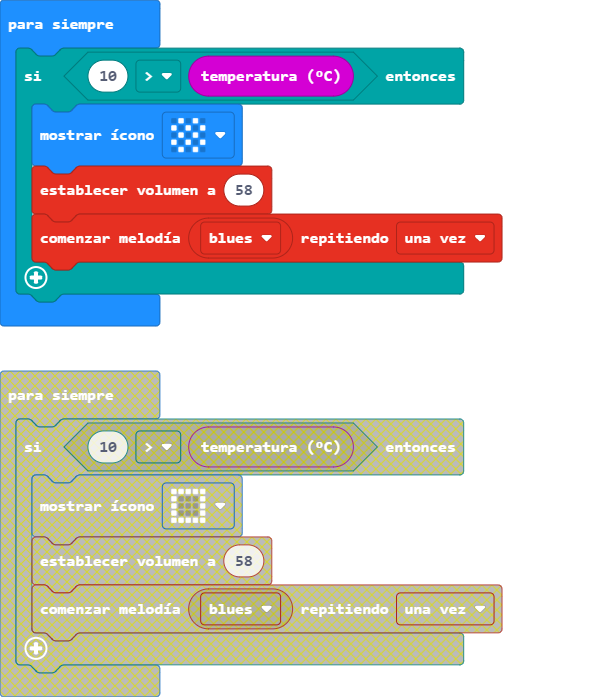 para siempre
si 10 > temperatura (ºC) entonces
mostrar ícono
establecer volumen a 58
comenzar melodía blues repitiendo una vez
para siempre
si 10 > temperatura (ºC) entonces
mostrar ícono
establecer volumen a 58
comenzar melodía blues repitiendo una vez